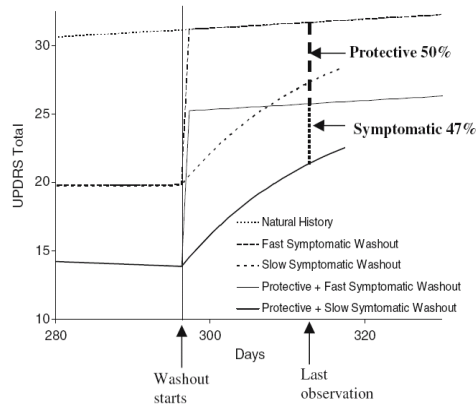 30
Protective 50%
25
Symptomatic 47%
UPDRS Total
20
Natural History
Fast Symptomatic Washout
15
Slow Symptomatic Washout
Protective + Fast Symptomatic Washout
Protective + Slow Symtomatic Washout
10
280
300
320
Days
Washout
starts
Last
observation